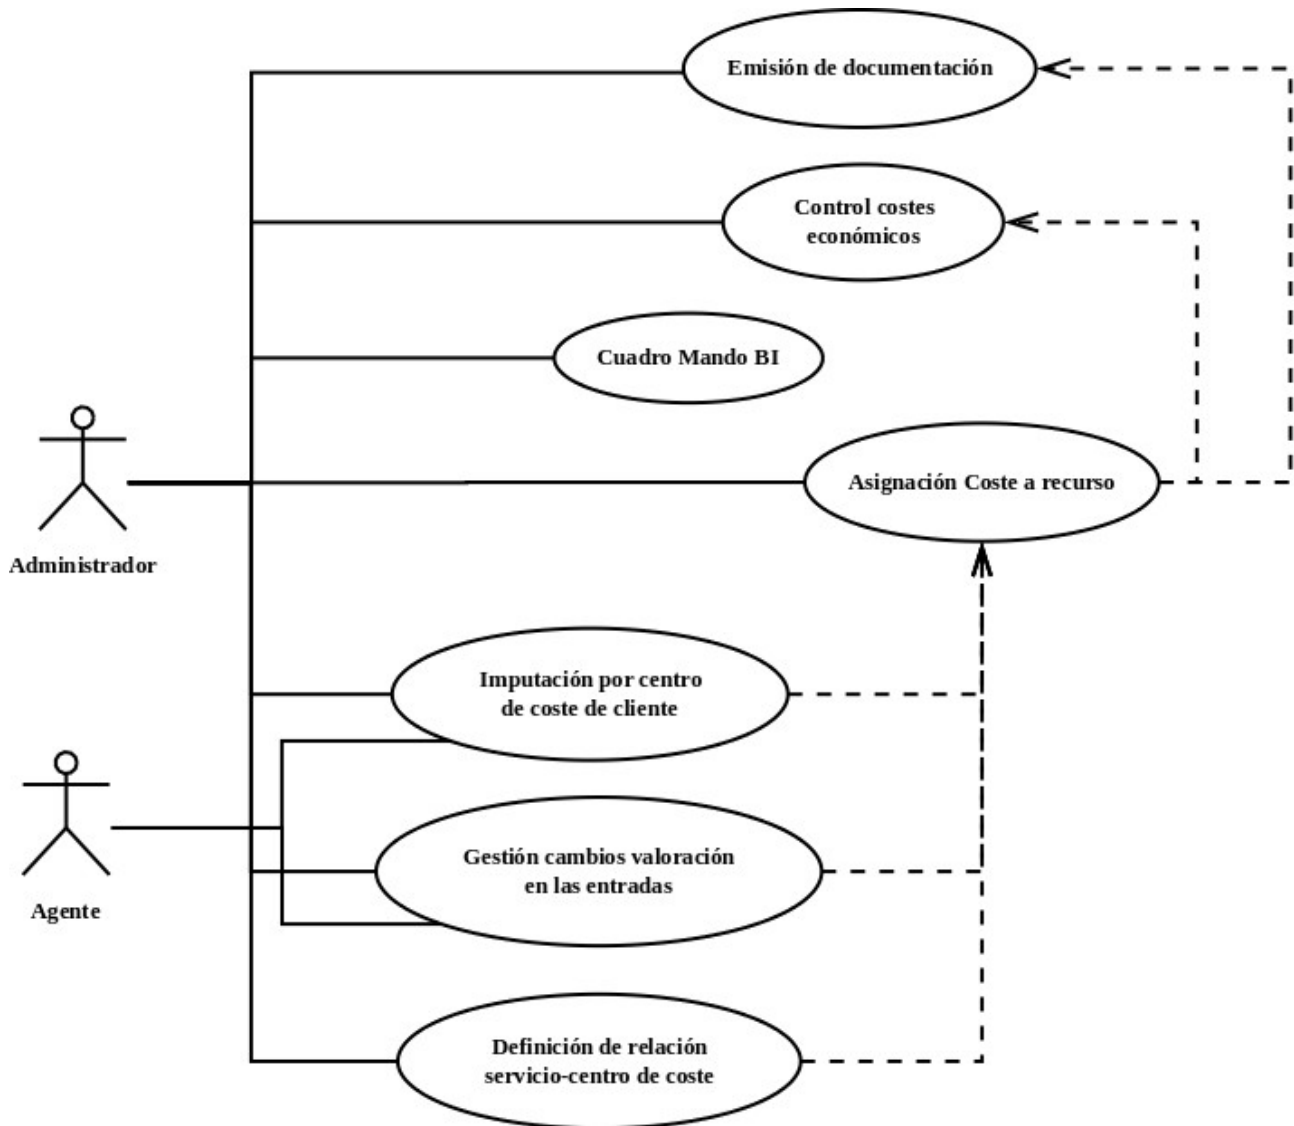 Emisión de documentación
Control costes
económicos
Cuadro Mando BI
Asignación Coste a recurso
Administrador
Imputación por centro
de coste de cliente
Gestión cambios valoración
en las entradas
Agente
Definición de relación
servicio-centro de coste